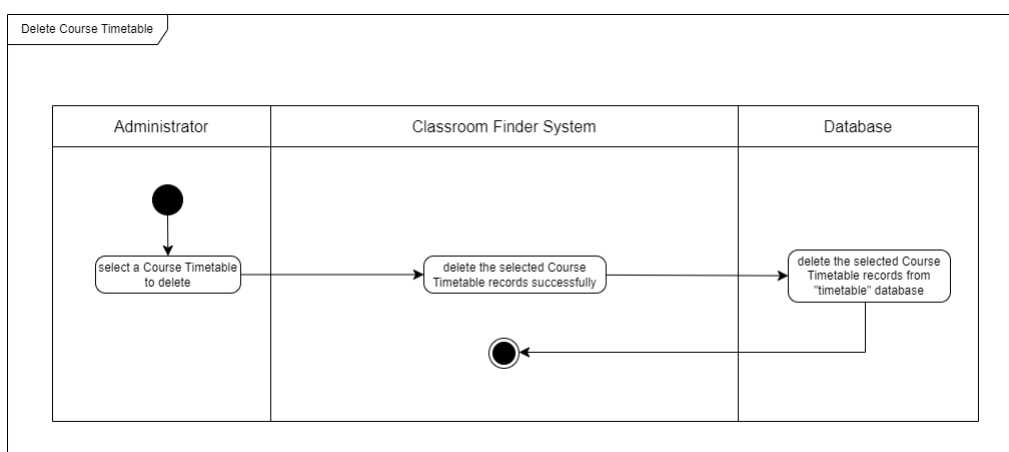 Delete Course Timetable
Administrator
Classroom Finder System
Database
select a Course Timetable
to delete
delete the selected Course
Timetable records successfully
delete the selected Course
Timetable records from
"timetable" database